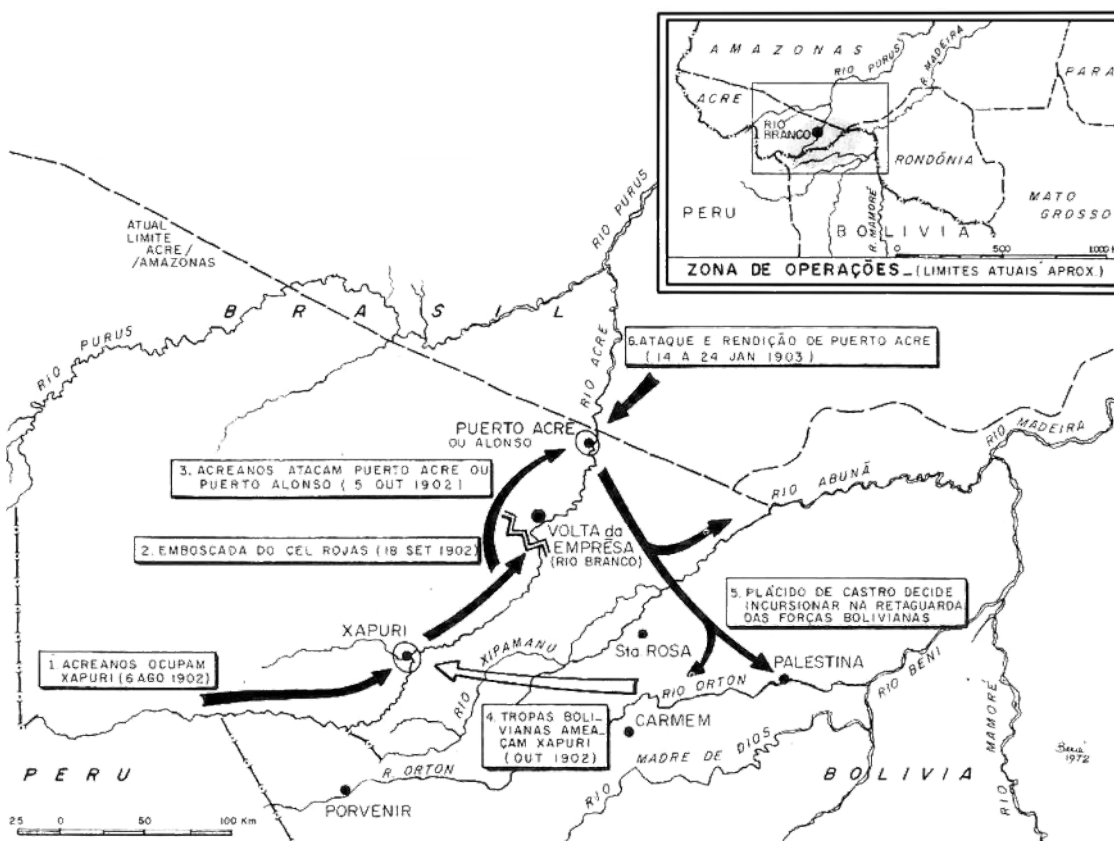 AMAZONAS
RIO PURUS
R. MADEIRA
PARA
ACRE
RIO
BRANCO
RONDÔNIA
MATO
GROSSO
PERU
BOLIVIA
R. MAMORÉ
0 500 1.000 K
ZONA DE OPERAÇÕES_(LIMITES ATUAIS APROX.)
ATUAL
LIMITE
ACRE/
/AMAZONAS
RIO PURUS
BRASIL
RIO PURUS
RIO ACRE
6.ATAQUE E RENDIÇÃO DE PUERTO ACRE
(14 A 24 JAN 1903)
PUERTO ACRE
OU ALONSO
3. ACREANOS ATACAM PUERTO ACRE OU
PUERTO ALONSO (5 OUT 1902)
RIO MADEIRA
RIO ABUNÃ
VOLTA da
EMPRÊSA
(RIO BRANCO)
2. EMBOSCADA DO CEL ROJAS (18 SET 1902)
5. PLÁCIDO DE CASTRO DECIDE
INCURSIONAR NA RETAGUARDA
DAS FORÇAS BOLIVIANAS
XAPURI
1. ACREANOS OCUPAM
XAPURI (6 AGO 1902)
RIO XIPAMANU
Sta. ROSA
PALESTINA
RIO ORTON
RIO BENI
4. TROPAS BOLI-
VIANAS AMEA-
ÇAM XAPURI
(OUT 1902)
CARMEM
RIO MADRE DE DIOS
RIO MAMORÉ
1972
PERU
R. ORTON
BOLIVIA
PORVENIR
25 0 50 100 Km